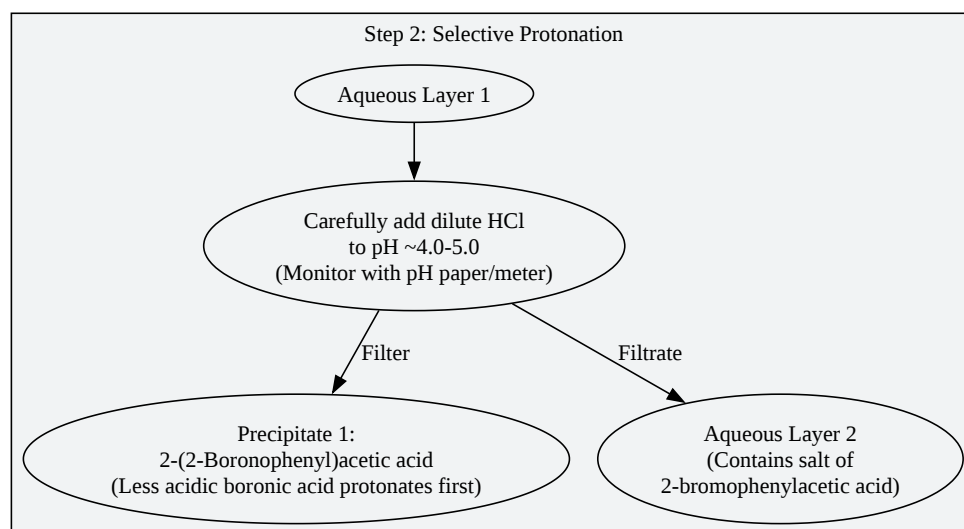 Step 2: Selective Protonation
Aqueous Layer 1
Carefully add dilute HCl
to pH ~4.0-5.0
(Monitor with pH paper/meter)
Filter
Filtrate
Precipitate 1:
2-(2-Boronophenyl)acetic acid
(Less acidic boronic acid protonates first)
Aqueous Layer 2
(Contains salt of
2-bromophenylacetic acid)